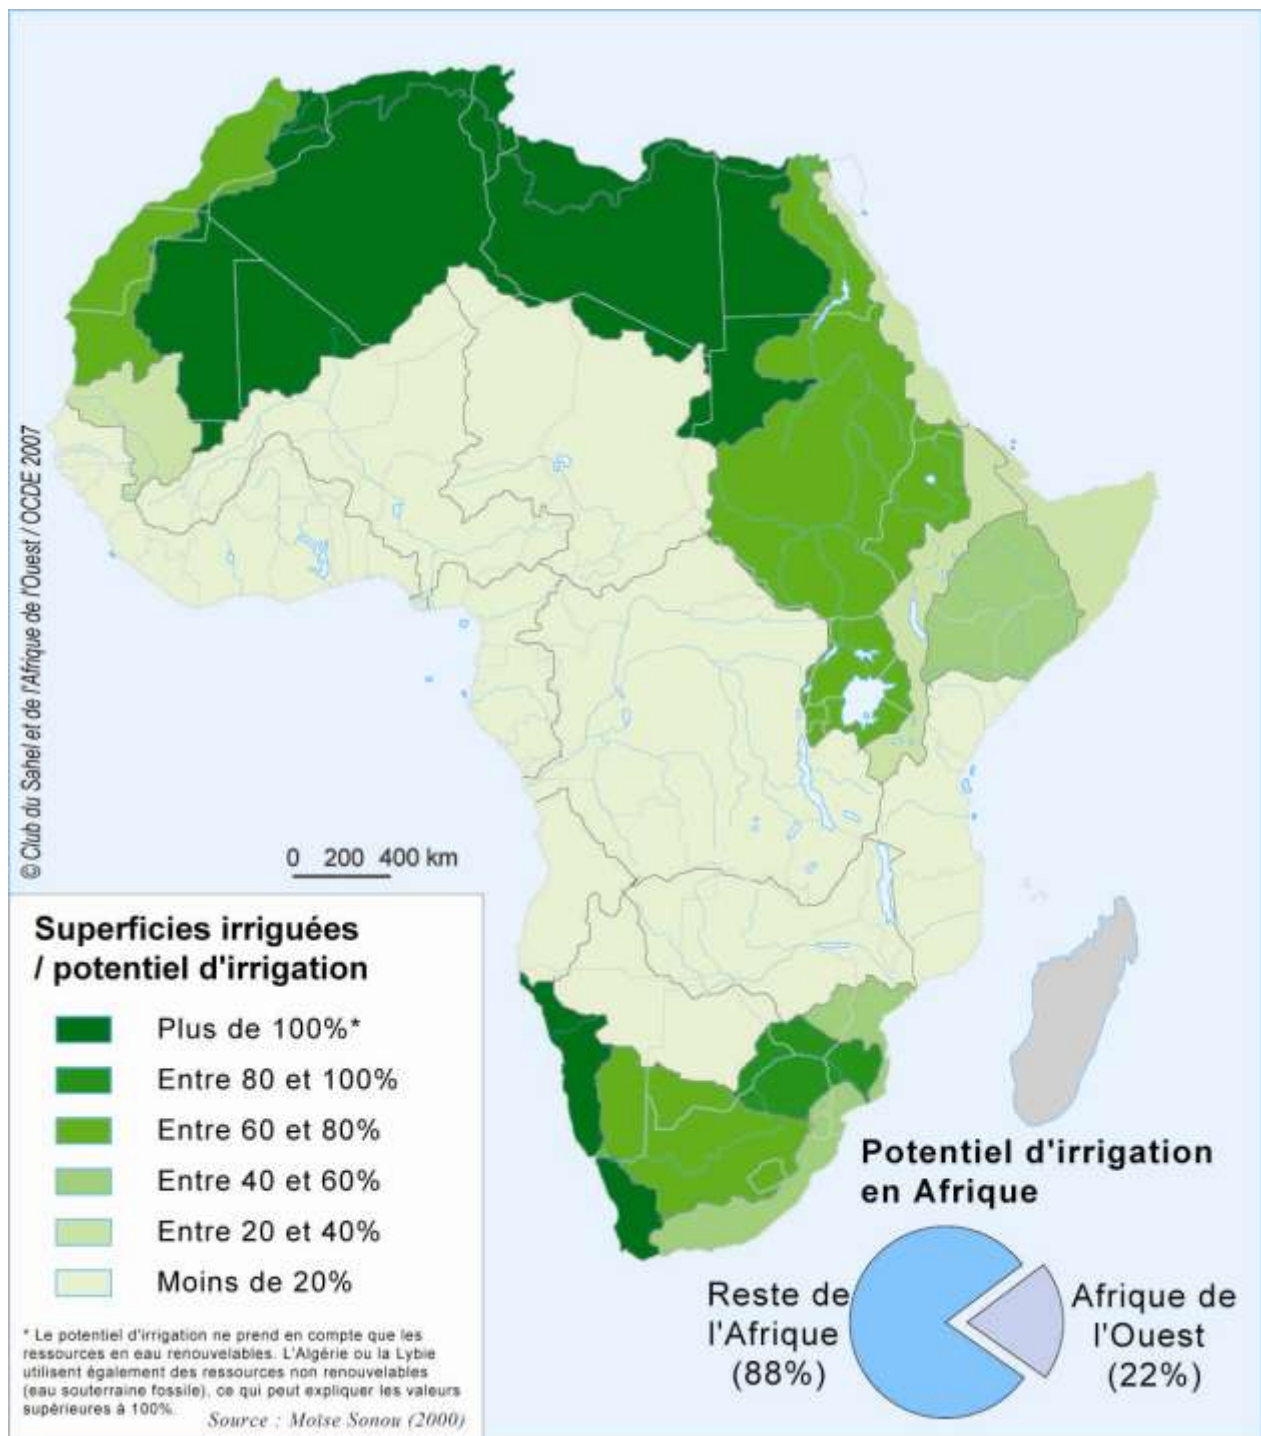 © Club du Sahel et de l'Afrique de l'Ouest / OCDE 2007
0 200 400 km
Superficies irriguées
/ potentiel d'irrigation
Plus de 100%*
Entre 80 et 100%
Entre 60 et 80%
Entre 40 et 60%
Entre 20 et 40%
Moins de 20%
* Le potentiel d'irrigation ne prend en compte que les
ressources en eau renouvelables. L'Algérie ou la Lybie
utilisent également des ressources non renouvelables
(eau souterraine fossile), ce qui peut expliquer les valeurs
supérieures à 100%.
Source : Moïse Sonou (2000)
Potentiel d'irrigation
en Afrique
Reste de
l'Afrique
(88%)
Afrique de
l'Ouest
(22%)